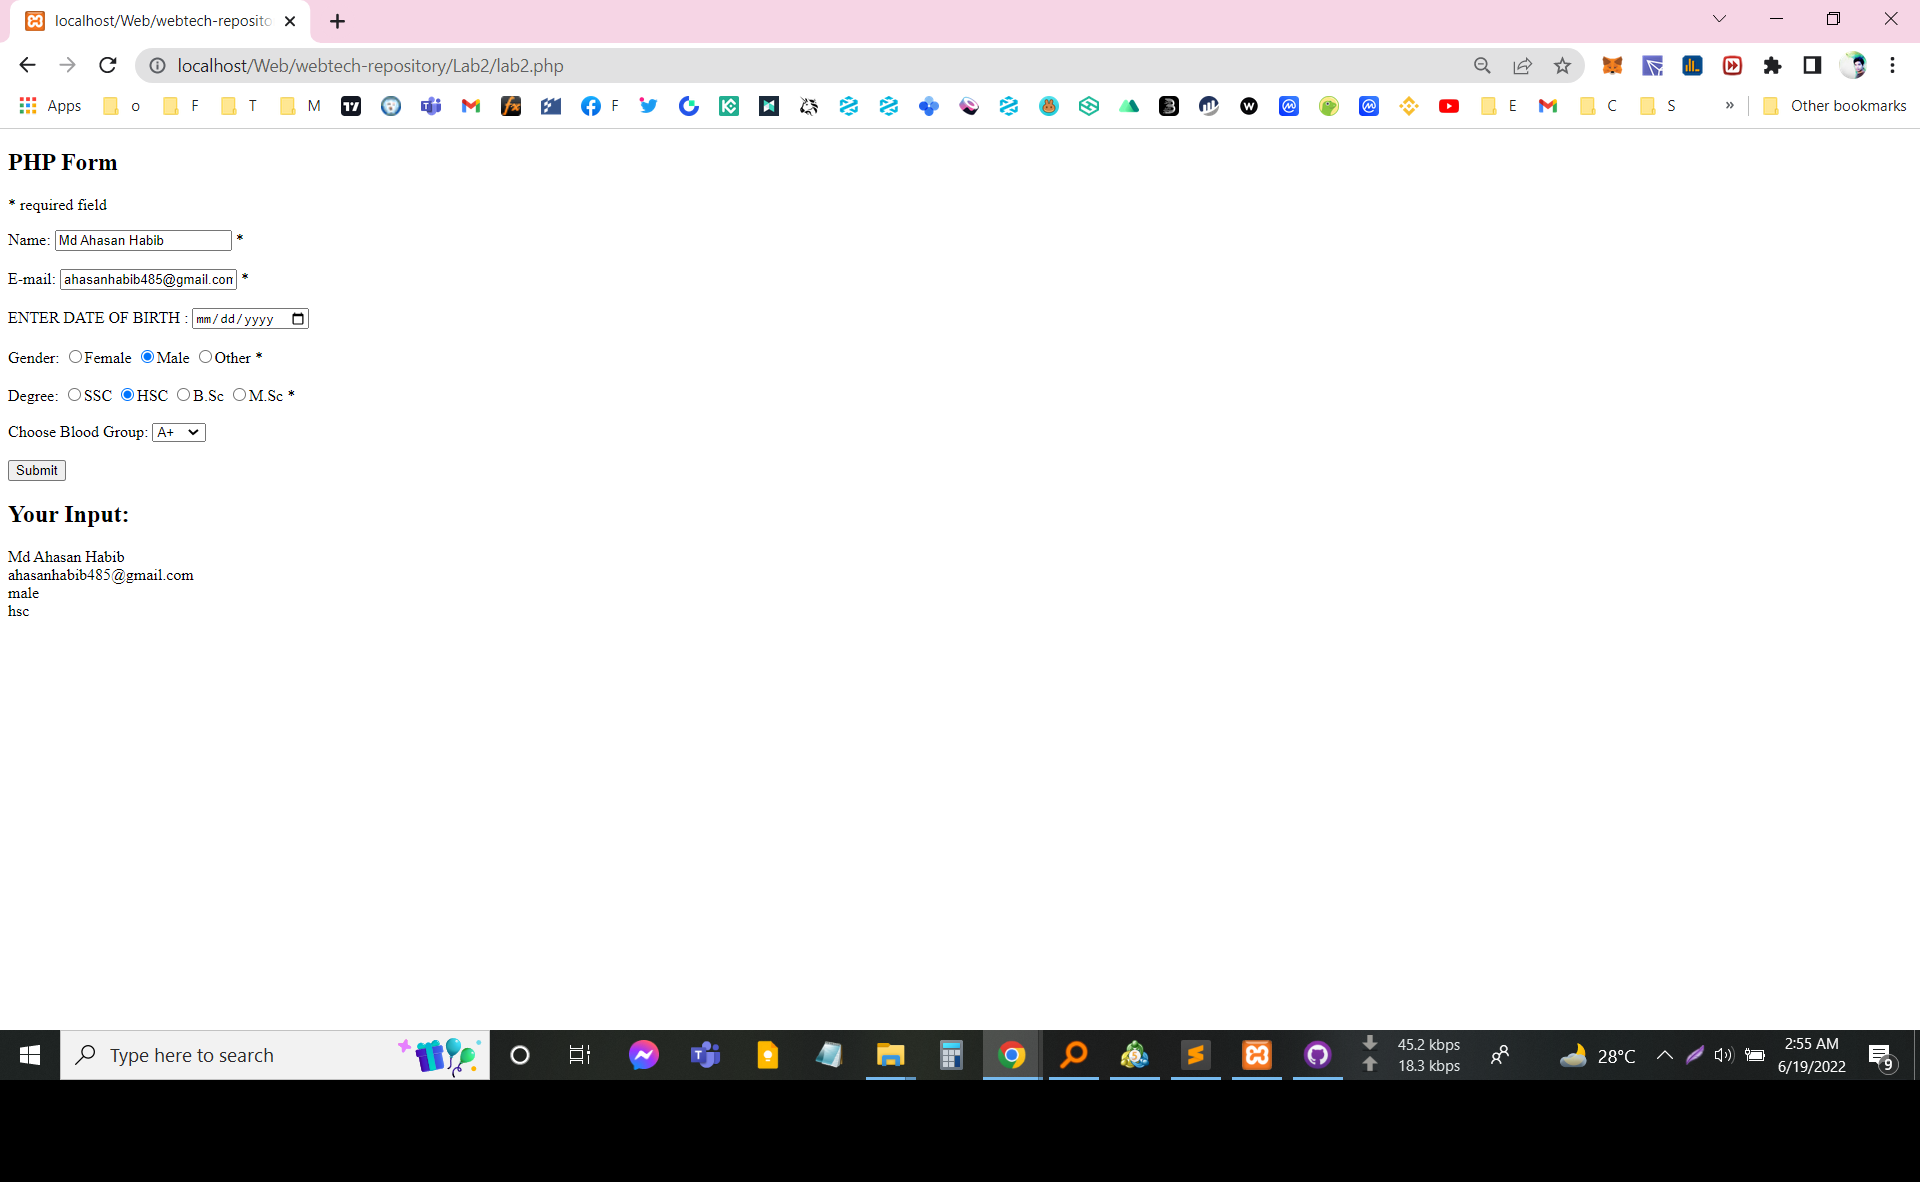 localhost/Web/webtech-reposito
localhost/Web/webtech-repository/Lab2/lab2.php
Apps o F T M F E C S » Other bookmarks
PHP Form
* required field
Name: Md Ahasan Habib *
E-mail: ahasanhabib485@gmail.com *
ENTER DATE OF BIRTH : mm/dd/yyyy
Gender: Female Male Other *
Degree: SSC HSC B.Sc M.Sc *
Choose Blood Group: A+
Submit
Your Input:
Md Ahasan Habib
ahasanhabib485@gmail.com
male
hsc
Type here to search
45.2 kbps
18.3 kbps
28°C
2:55 AM
6/19/2022
9